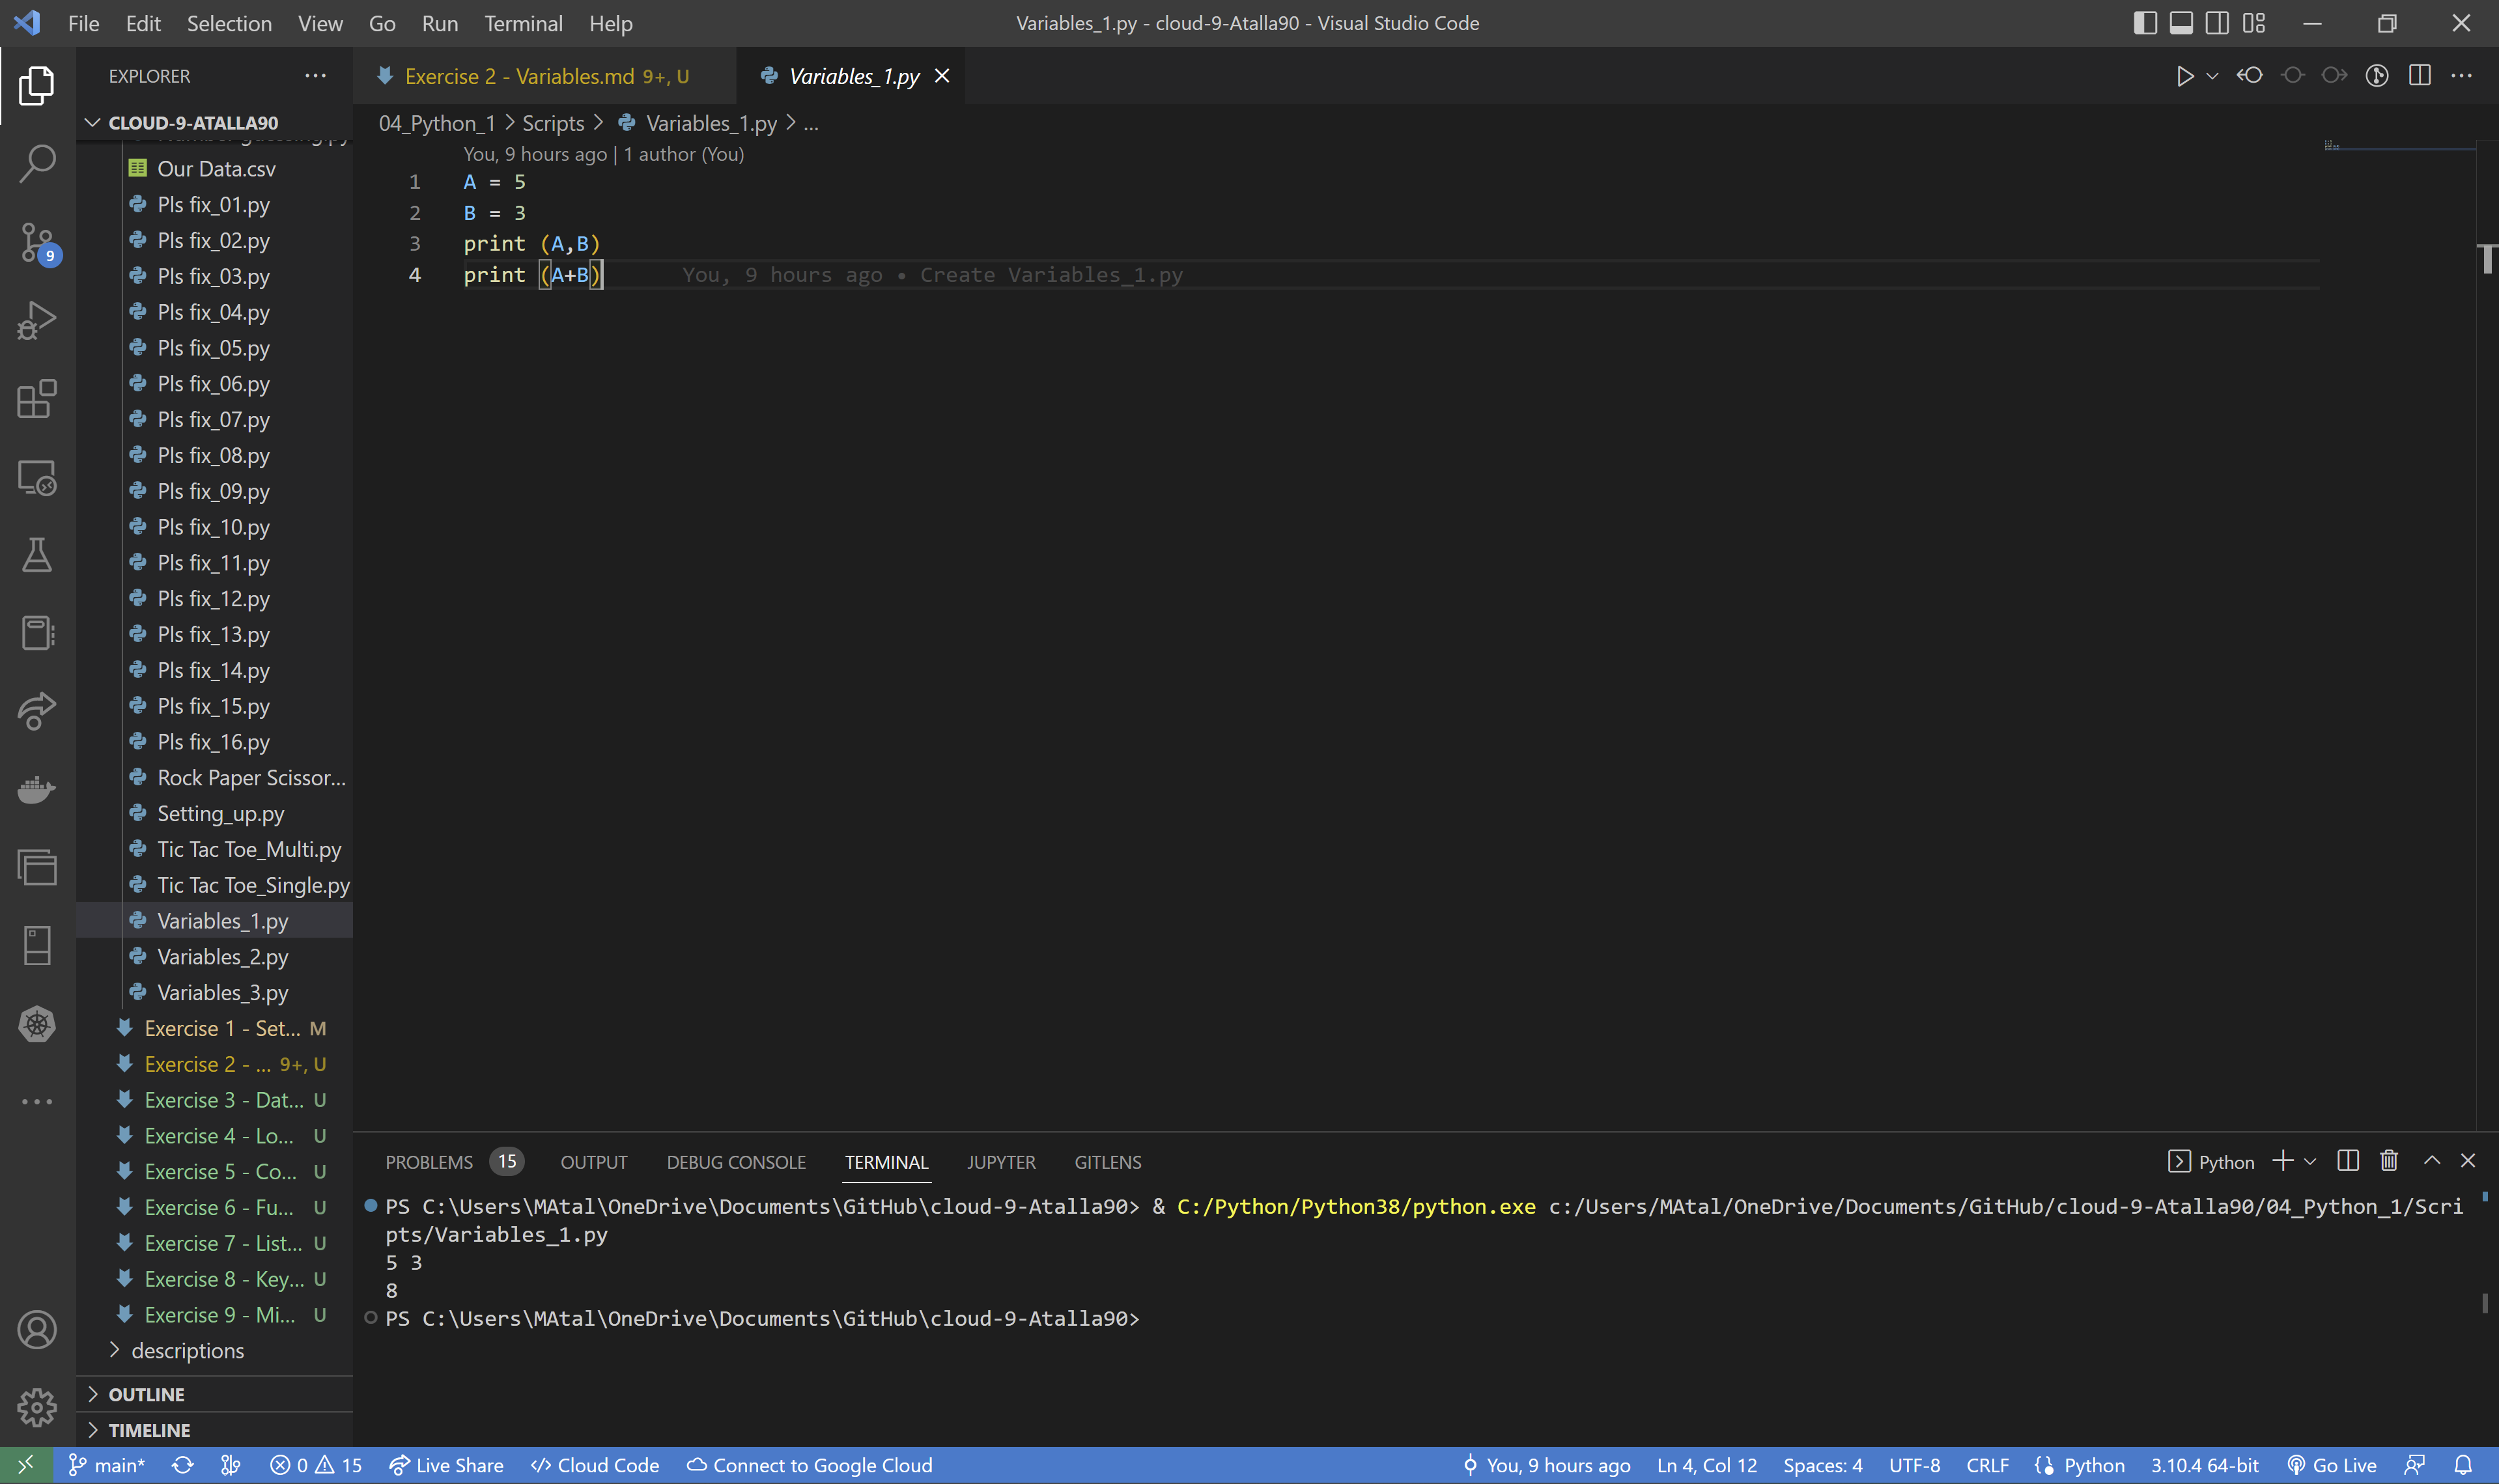 File Edit Selection View Go Run Terminal Help
Variables_1.py - cloud-9-Atalla90 - Visual Studio Code
EXPLORER
Exercise 2 - Variables.md 9+, U
Variables_1.py
CLOUD-9-ATALLA90
04_Python_1 > Scripts > Variables_1.py > ...
You, 9 hours ago | 1 author (You)
1 A = 5
2 B = 3
3 print (A,B)
4 print (A+B) You, 9 hours ago • Create Variables_1.py
9
Our Data.csv
Pls fix_01.py
Pls fix_02.py
Pls fix_03.py
Pls fix_04.py
Pls fix_05.py
Pls fix_06.py
Pls fix_07.py
Pls fix_08.py
Pls fix_09.py
Pls fix_10.py
Pls fix_11.py
Pls fix_12.py
Pls fix_13.py
Pls fix_14.py
Pls fix_15.py
Pls fix_16.py
Rock Paper Scissor...
Setting_up.py
Tic Tac Toe_Multi.py
Tic Tac Toe_Single.py
Variables_1.py
Variables_2.py
Variables_3.py
Exercise 1 - Set... M
Exercise 2 - ... 9+, U
Exercise 3 - Dat... U
Exercise 4 - Lo... U
Exercise 5 - Co... U
Exercise 6 - Fu... U
Exercise 7 - List... U
Exercise 8 - Key... U
Exercise 9 - Mi... U
descriptions
OUTLINE
TIMELINE
PROBLEMS 15 OUTPUT DEBUG CONSOLE TERMINAL JUPYTER GITLENS
Python
PS C:\Users\MAtal\OneDrive\Documents\GitHub\cloud-9-Atalla90> & C:/Python/Python38/python.exe c:/Users/MAtal/OneDrive/Documents/GitHub/cloud-9-Atalla90/04_Python_1/Scri
pts/Variables_1.py
5 3
8
PS C:\Users\MAtal\OneDrive\Documents\GitHub\cloud-9-Atalla90>
main* 0 15 Live Share Cloud Code Connect to Google Cloud
You, 9 hours ago Ln 4, Col 12 Spaces: 4 UTF-8 CRLF Python 3.10.4 64-bit Go Live